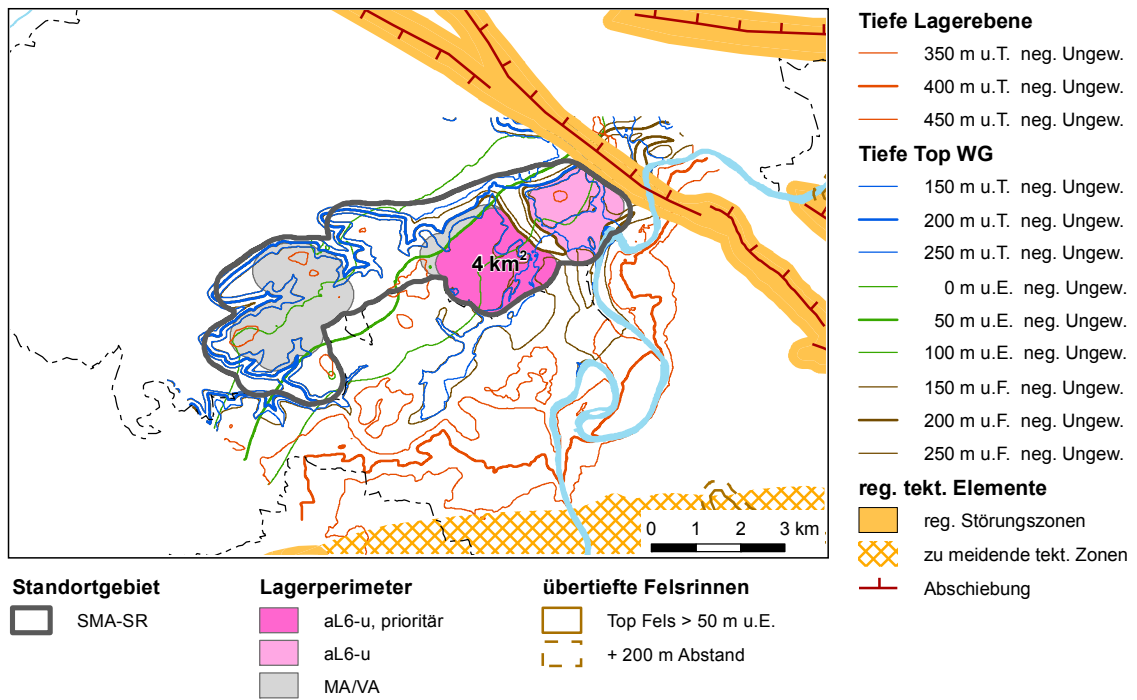 4 km²
0 1 2 3 km
Tiefe Lagerebene
350 m u.T. neg. Ungew.
400 m u.T. neg. Ungew.
450 m u.T. neg. Ungew.
Tiefe Top WG
150 m u.T. neg. Ungew.
200 m u.T. neg. Ungew.
250 m u.T. neg. Ungew.
0 m u.E. neg. Ungew.
50 m u.E. neg. Ungew.
100 m u.E. neg. Ungew.
150 m u.F. neg. Ungew.
200 m u.F. neg. Ungew.
250 m u.F. neg. Ungew.
reg. tekt. Elemente
reg. Störungszonen
zu meidende tekt. Zonen
Abschiebung
Standortgebiet
SMA-SR
Lagerperimeter
aL6-u, prioritär
aL6-u
MA/VA
übertiefte Felsrinnen
Top Fels > 50 m u.E.
+ 200 m Abstand